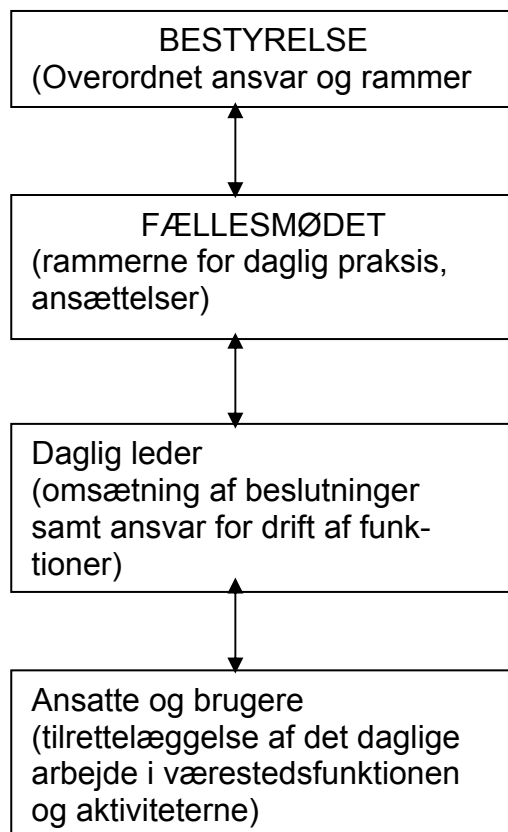 BESTYRELSE
(Overordnet ansvar og rammer
FÆLLESMØDET
(rammerne for daglig praksis,
ansættelser)
Daglig leder
(omsætning af beslutninger
samt ansvar for drift af funk-
tioner)
Ansatte og brugere
(tilrettelæggelse af det daglige
arbejde i værestedsfunktionen
og aktiviteterne)